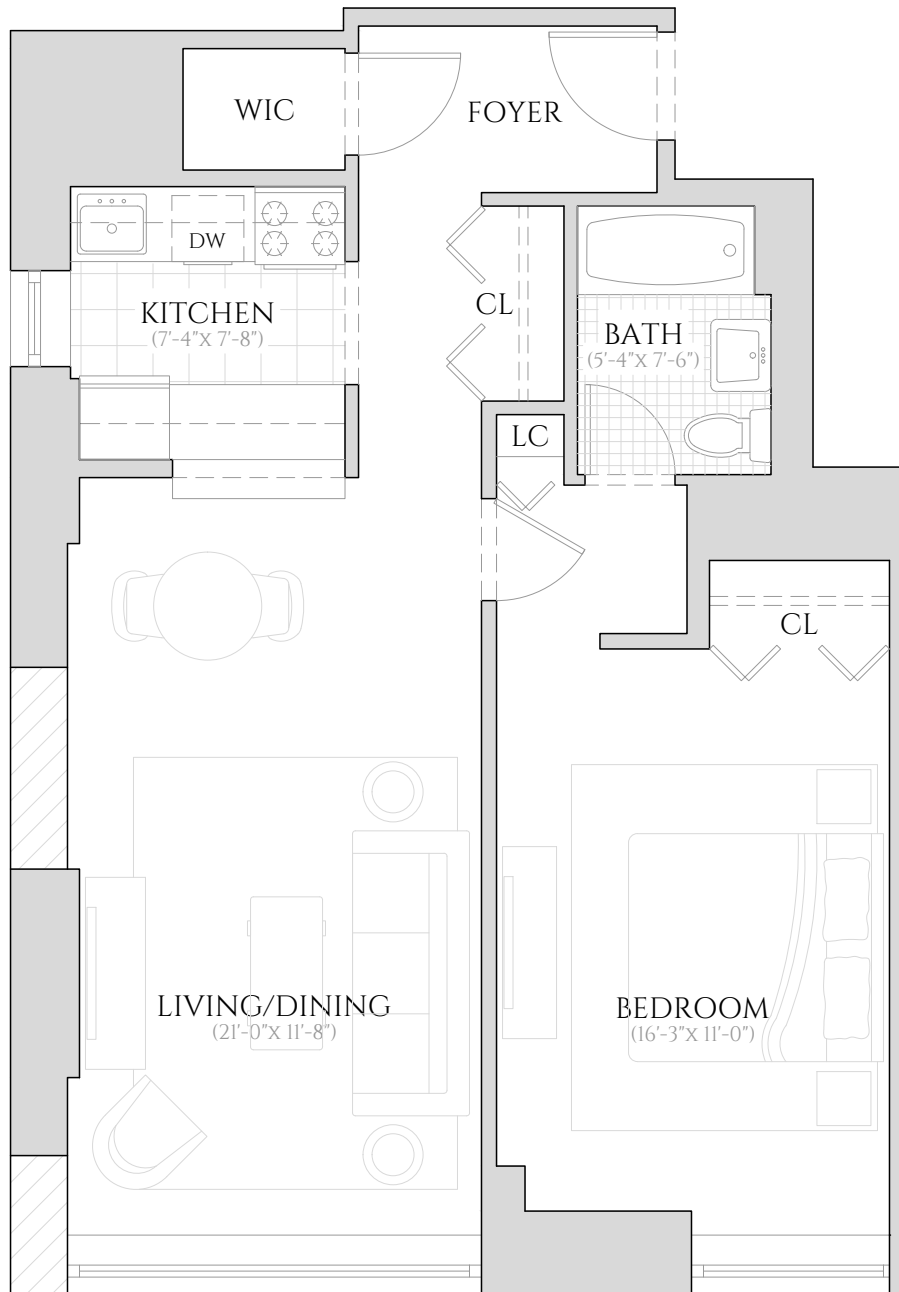 WIC
FOYER
DW
KITCHEN
(7'-4"X 7'-8")
CL
BATH
(5'-4"X 7'-6")
LC
CL
LIVING/DINING
(21'-0"X 11'-8")
BEDROOM
(16'-3"X 11'-0")